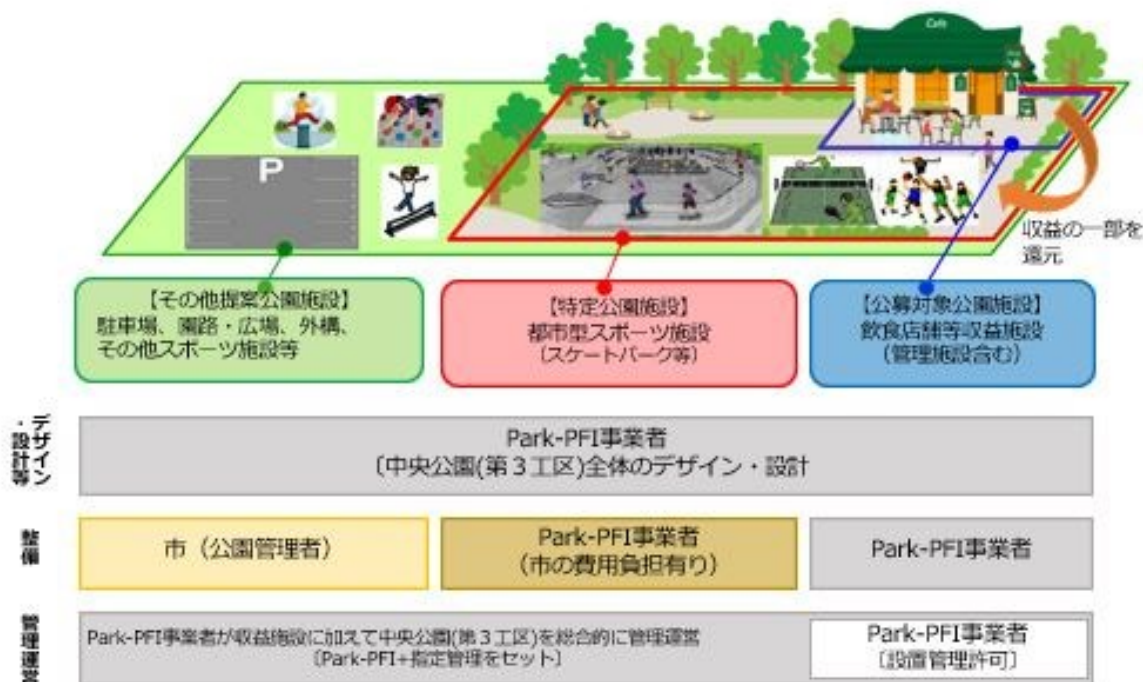 Cafe
P
収益の一部を
還元
【その他提案公園施設】
駐車場、園路・広場、外構、
その他スポーツ施設等
【特定公園施設】
都市型スポーツ施設
(スケートパーク等)
【公募対象公園施設】
飲食店舗等収益施設
(管理施設含む)
デザイン
・設計等
Park-PFI事業者
〔中央公園(第３工区)全体のデザイン・設計
整備
市（公園管理者）
Park-PFI事業者
（市の費用負担有り）
Park-PFI事業者
管理運営
Park-PFI事業者が収益施設に加えて中央公園(第３工区)を総合的に管理運営
〔Park-PFI+指定管理をセット〕
Park-PFI事業者
〔設置管理許可〕